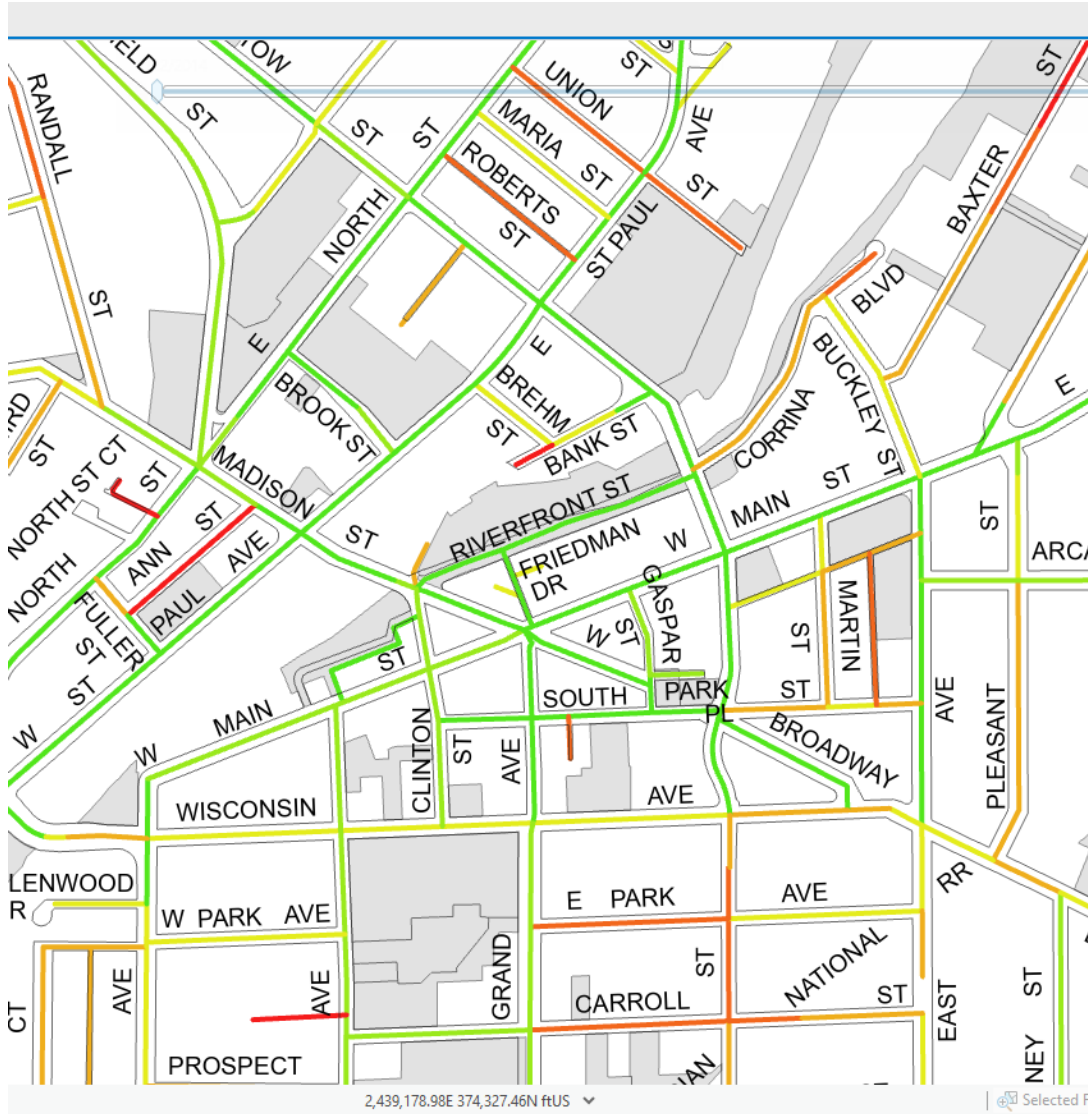 ST
RANDALL
ST
ST
UNION
ST
MARIA ST
ROBERTS
ST
AVE
ST
ST PAUL
NORTH
ST
E
BAXTER
ST
BLVD
BUCKLEY ST
CORRINA
E
BREHM
ST
BANK ST
BROOK ST
E
ST
NORTH ST CT
ST
MADISON
ST
RIVERFRONT ST
FRIEDMAN
DR
W
MAIN
ST
ST
ARCA
NORTH
ANN
ST
PAUL
AVE
FULLER
ST
ST
W
GASPAR
ST
W
ST
MARTIN
ST
ST
W
MAIN
CLINTON
ST
SOUTH
AVE
PARK
PL
BROADWAY
AVE
PLEASANT
WISCONSIN
AVE
LENWOOD
R
W PARK AVE
E PARK
AVE
RR
AVE
AVE
GRAND
ST
CARROLL
NATIONAL
ST
EAST
NEY ST
CT
PROSPECT
2,439,178.98E 374,327.46N ftUS
Selected F